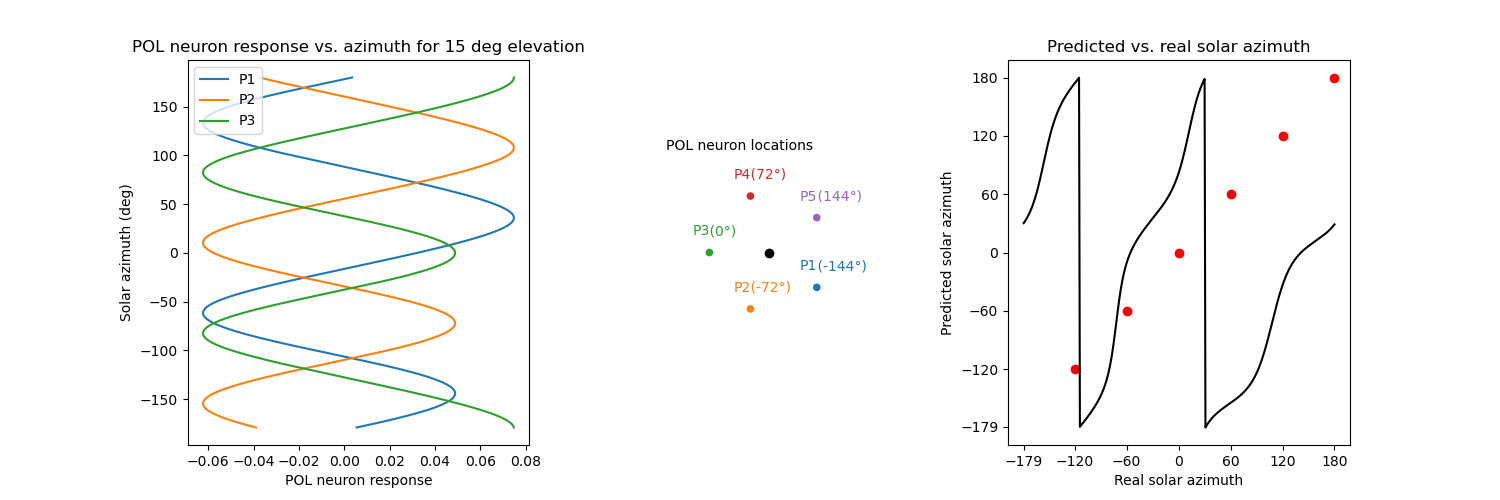 POL neuron response vs. azimuth for 15 deg elevation
P1
P2
P3
150
100
50
0
−50
−100
−150
Solar azimuth (deg)
−0.06 −0.04 −0.02 0.00 0.02 0.04 0.06 0.08
POL neuron response
POL neuron locations
P4(72°)
P5(144°)
P3(0°)
P1(-144°)
P2(-72°)
Predicted vs. real solar azimuth
180
120
60
0
−60
−120
−179
Predicted solar azimuth
−179 −120 −60 0 60 120 180
Real solar azimuth